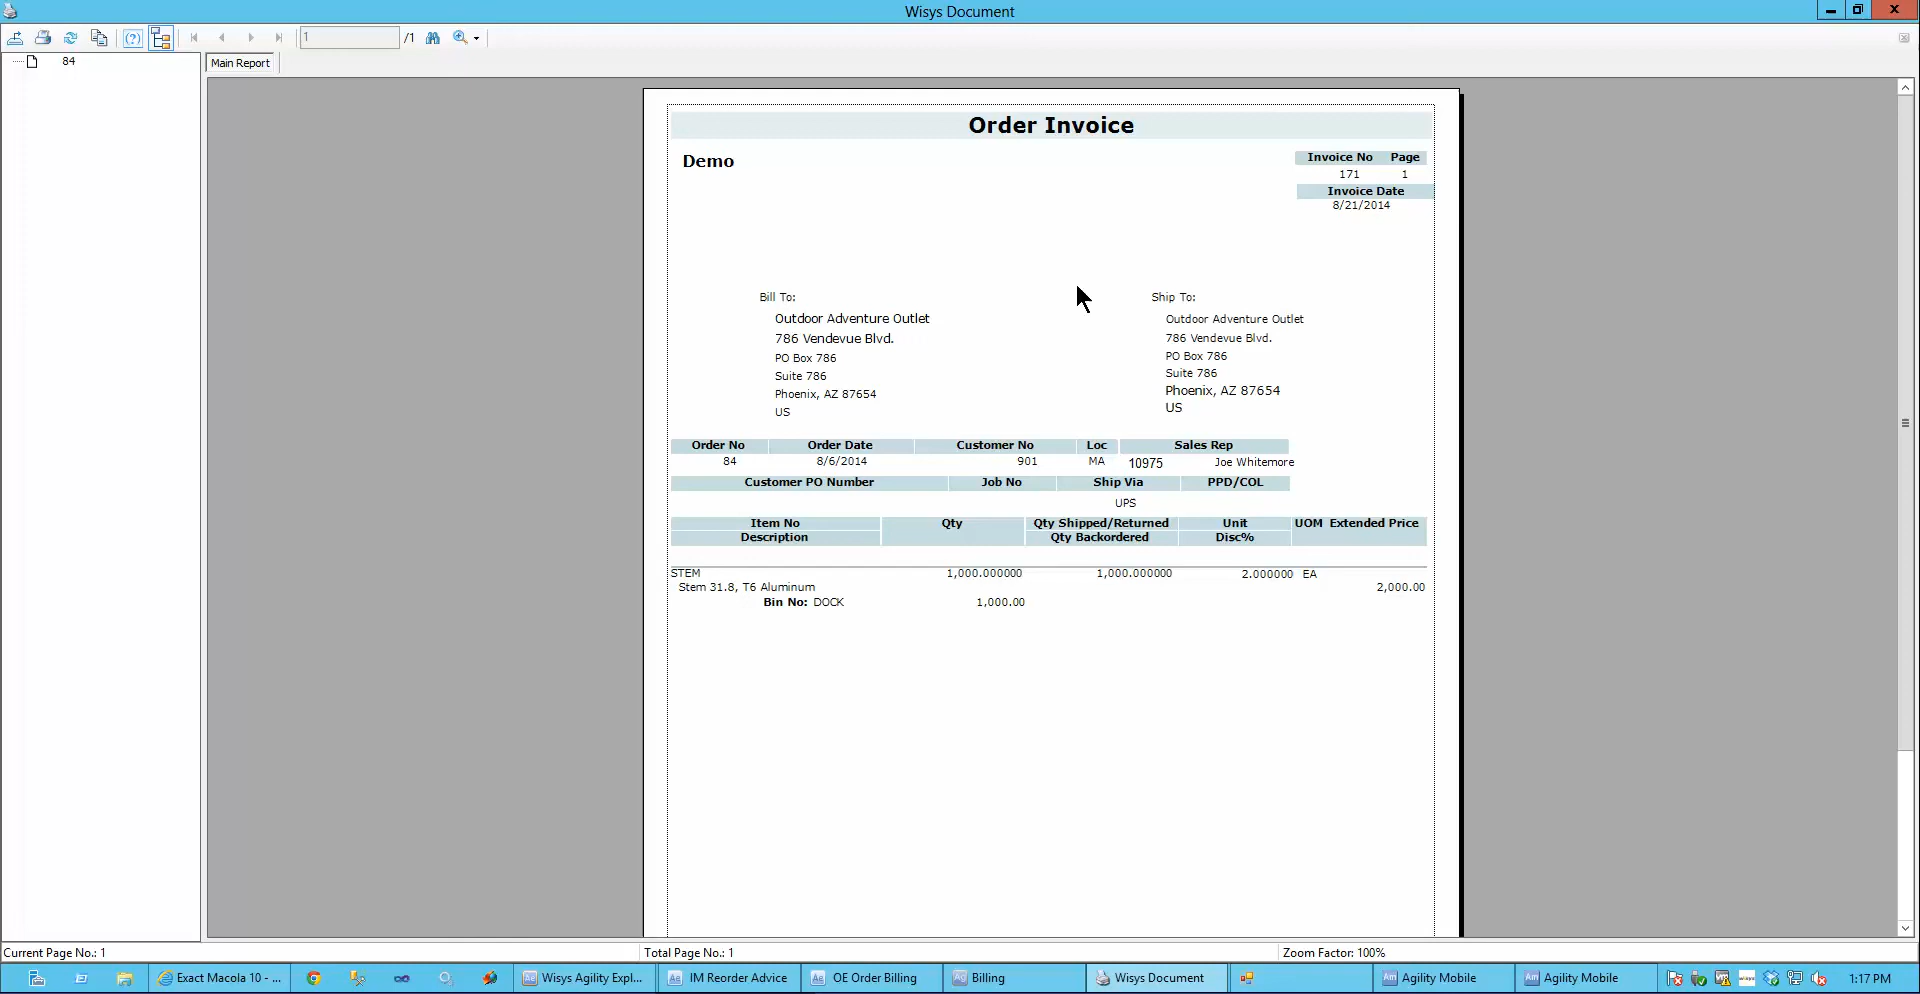 Wisys Document
1 /1
84
Main Report
Order Invoice
Demo
Invoice No Page
171 1
Invoice Date
8/21/2014
Bill To:
Outdoor Adventure Outlet
786 Vendevue Blvd.
PO Box 786
Suite 786
Phoenix, AZ 87654
US
Ship To:
Outdoor Adventure Outlet
786 Vendevue Blvd.
PO Box 786
Suite 786
Phoenix, AZ 87654
US
Order No Order Date Customer No Loc Sales Rep
84 8/6/2014 901 MA 10975 Joe Whitemore
Customer PO Number Job No Ship Via PPD/COL
UPS
Item No Qty Qty Shipped/Returned Unit UOM Extended Price
Description Qty Backordered Disc%
STEM 1,000.000000 1,000.000000 2.000000 EA
Stem 31.8, T6 Aluminum 2,000.00
Bin No: DOCK 1,000.00
Current Page No.: 1 Total Page No.: 1 Zoom Factor: 100%
Exact Macola 10 - ... Wisys Agility Expl... IM Reorder Advice OE Order Billing Billing Wisys Document Agility Mobile Agility Mobile 1:17 PM